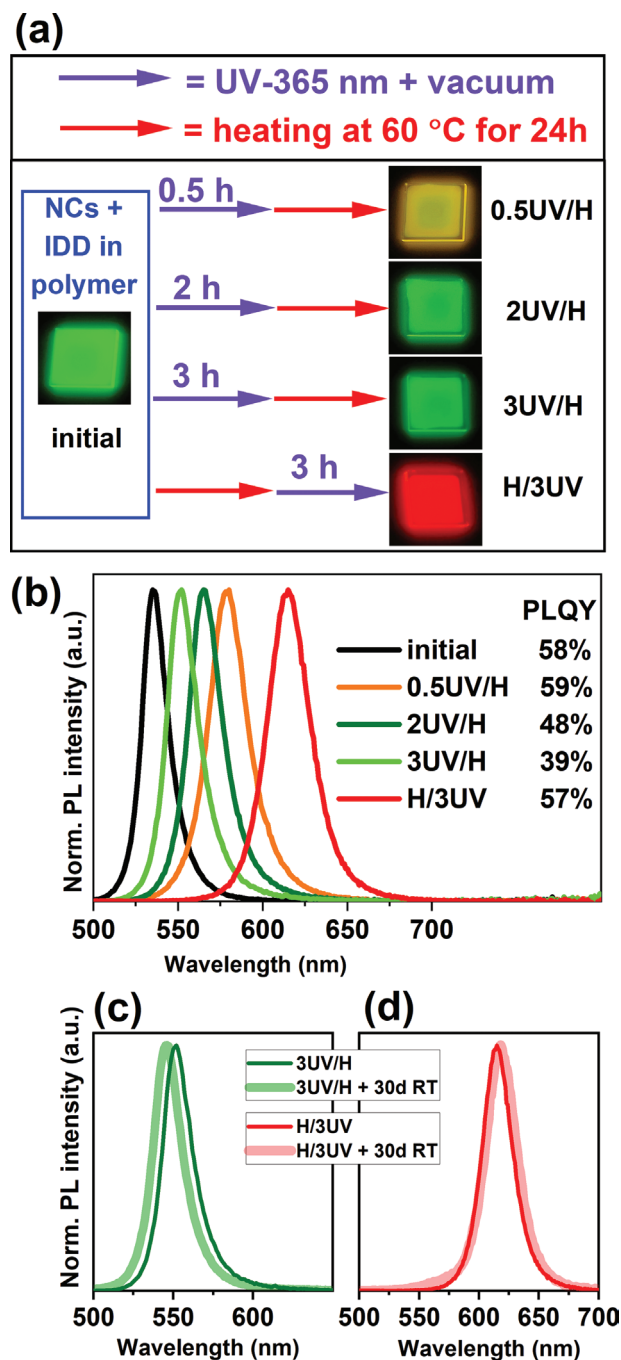 (a)
= UV-365 nm + vacuum
= heating at 60 °C for 24h
NCs +
IDD in
polymer
initial
0.5 h
0.5UV/H
2 h
2UV/H
3 h
3UV/H
3 h
H/3UV
(b)
Norm. PL intensity (a.u.)
PLQY
initial 58%
0.5UV/H 59%
2UV/H 48%
3UV/H 39%
H/3UV 57%
500 550 600 650 700
Wavelength (nm)
(c)
(d)
Norm. PL intensity (a.u.)
3UV/H
3UV/H + 30d RT
H/3UV
H/3UV + 30d RT
500 550 600
500 550 600 650 700
Wavelength (nm)
Wavelength (nm)